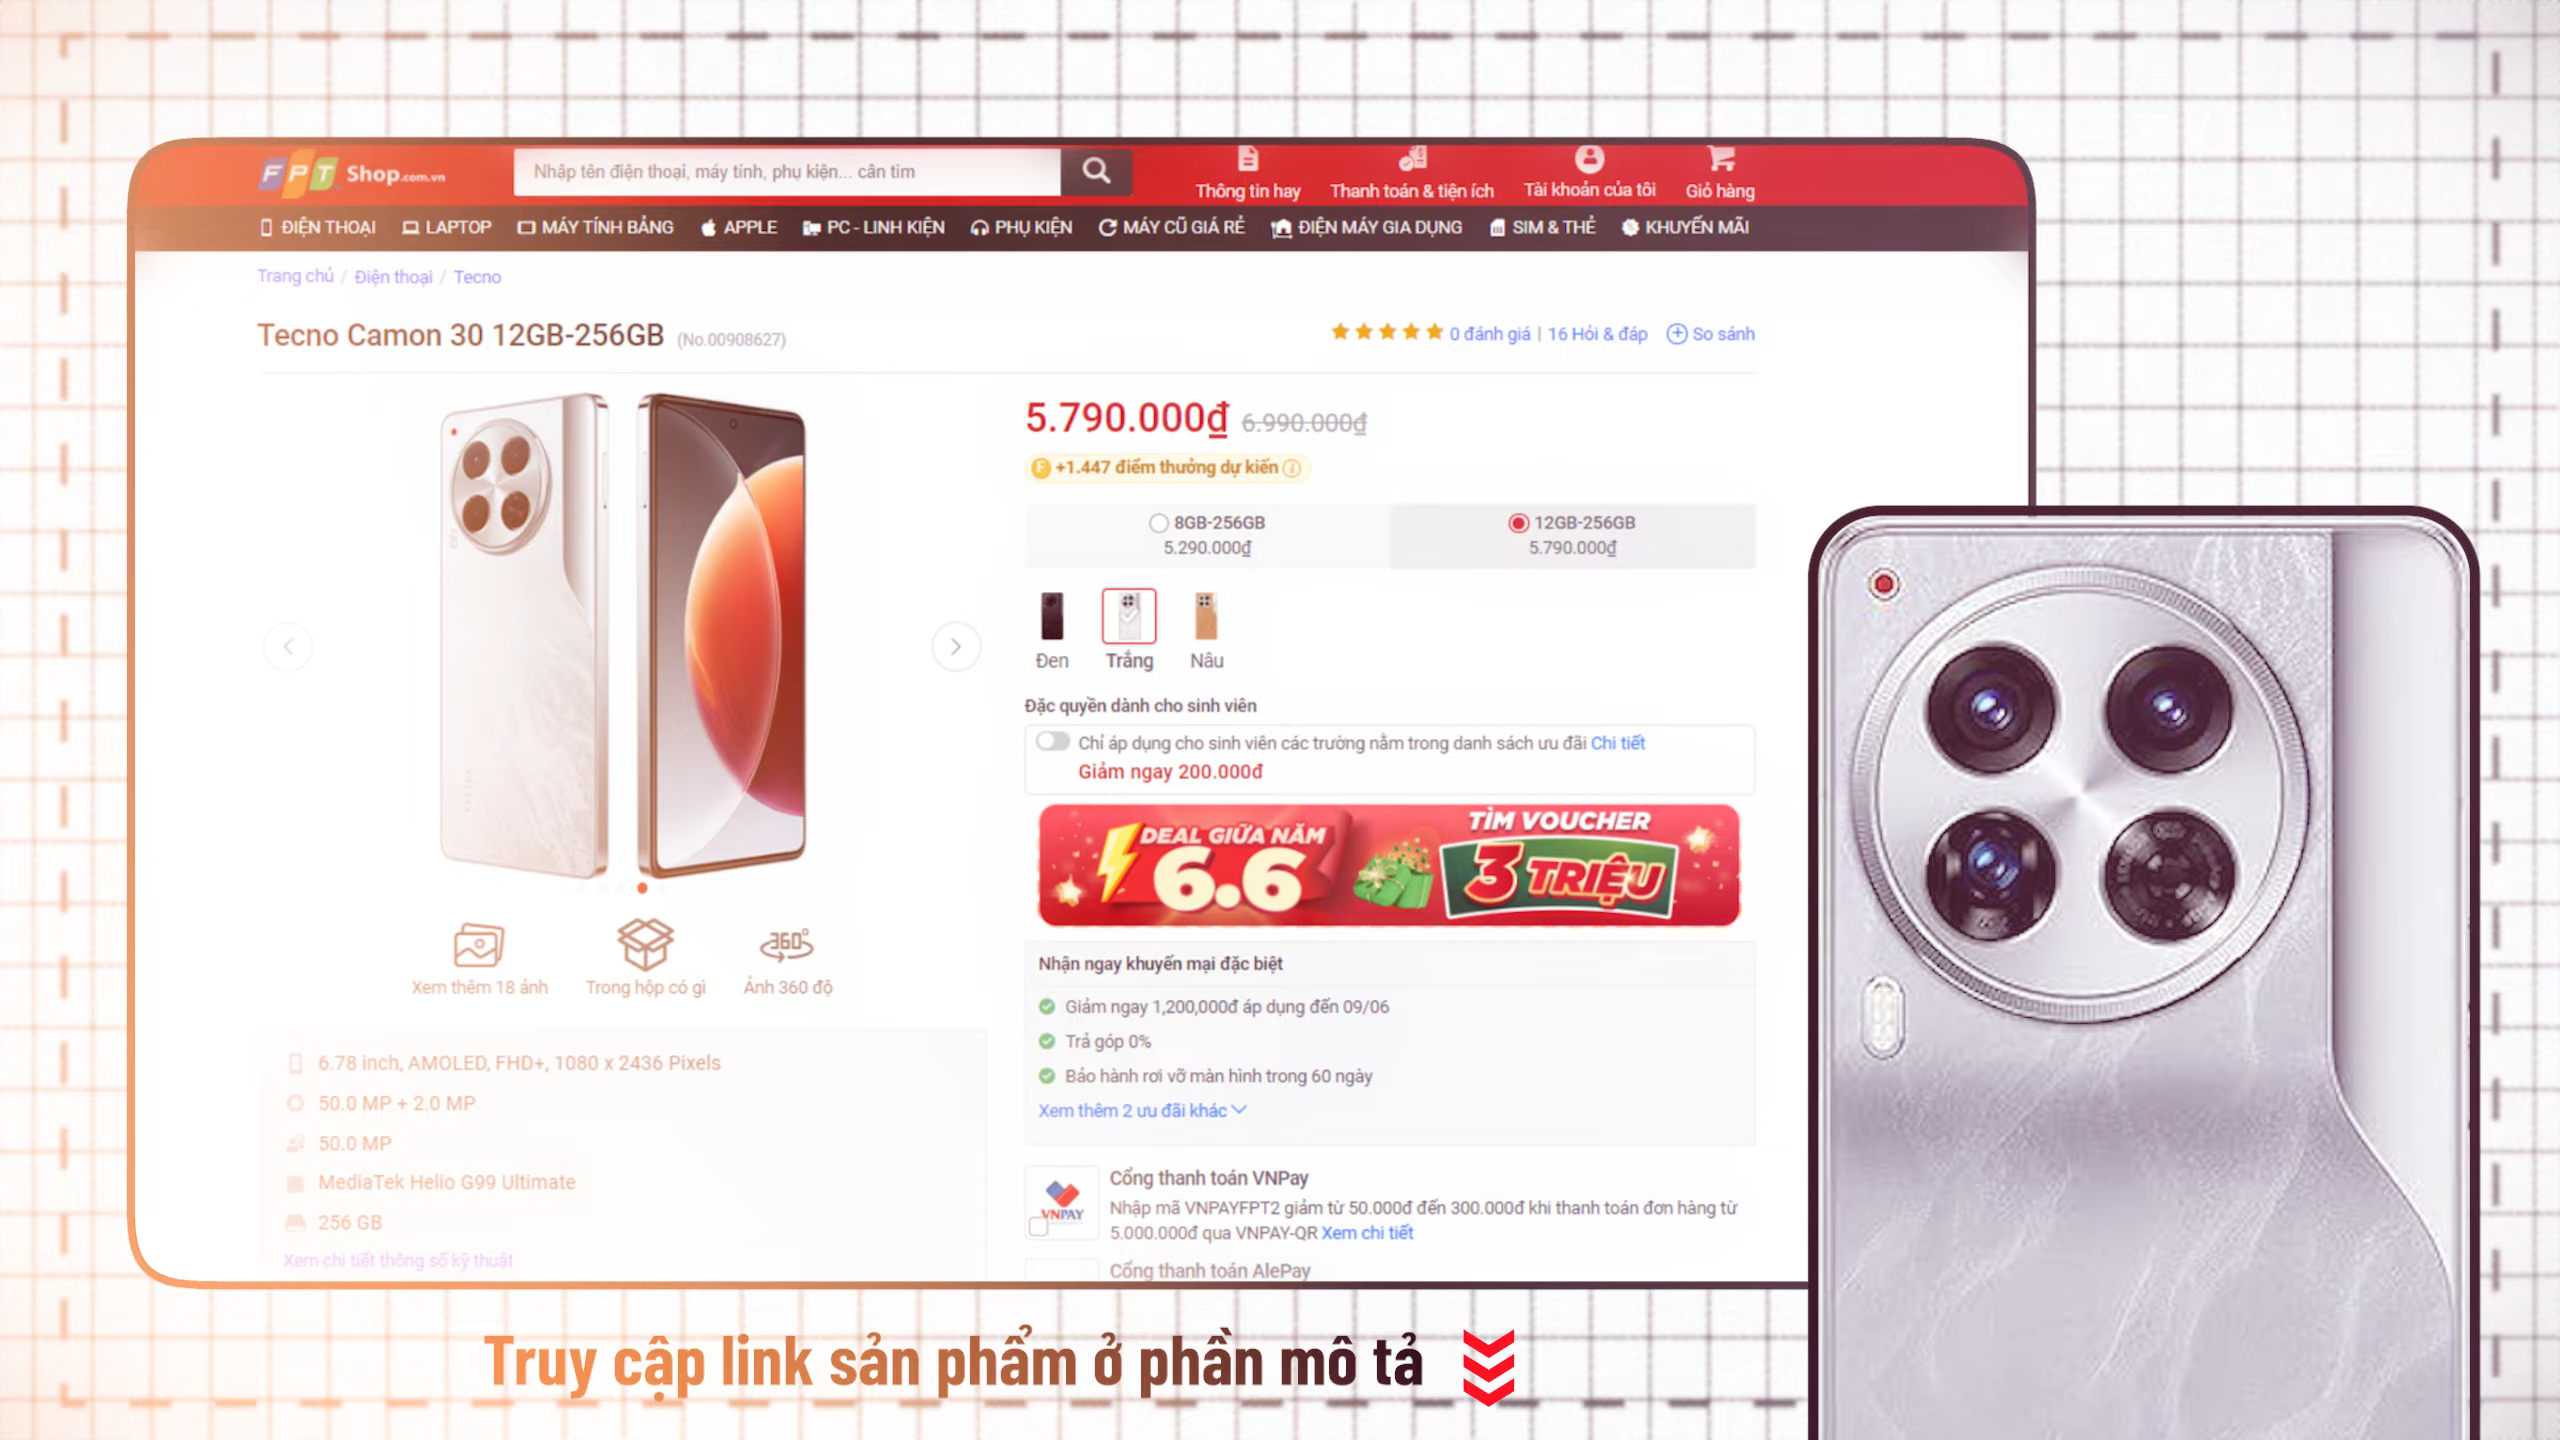 FPT Shop.com.vn
Nhập tên điện thoại, máy tính, phụ kiện... cần tìm
Thông tin hay
Thanh toán & tiện ích
Tài khoản của tôi
Giỏ hàng
ĐIỆN THOẠI
LAPTOP
MÁY TÍNH BẢNG
APPLE
PC - LINH KIỆN
PHỤ KIỆN
MÁY CŨ GIÁ RẺ
ĐIỆN MÁY GIA DỤNG
SIM & THẺ
KHUYẾN MÃI
Trang chủ / Điện thoại / Tecno
Tecno Camon 30 12GB-256GB (No.00908627)
0 đánh giá | 16 Hỏi & đáp
So sánh
5.790.000₫ 6.990.000₫
+1.447 điểm thưởng dự kiến
8GB-256GB
5.290.000₫
12GB-256GB
5.790.000₫
Đen
Trắng
Nâu
Đặc quyền dành cho sinh viên
Chỉ áp dụng cho sinh viên các trường nằm trong danh sách ưu đãi Chi tiết
Giảm ngay 200.000đ
DEAL GIỮA NĂM
6.6
TÌM VOUCHER
3 TRIỆU
Xem thêm 18 ảnh
Trong hộp có gì
360°
Ảnh 360 độ
Nhận ngay khuyến mại đặc biệt
Giảm ngay 1,200,000đ áp dụng đến 09/06
Trả góp 0%
Bảo hành rơi vỡ màn hình trong 60 ngày
Xem thêm 2 ưu đãi khác
6.78 inch, AMOLED, FHD+, 1080 x 2436 Pixels
50.0 MP + 2.0 MP
50.0 MP
MediaTek Helio G99 Ultimate
256 GB
Xem chi tiết thông số kỹ thuật
VNPAY
Cổng thanh toán VNPay
Nhập mã VNPAYFPT2 giảm từ 50.000đ đến 300.000đ khi thanh toán đơn hàng từ
5.000.000đ qua VNPAY-QR Xem chi tiết
Cổng thanh toán AlePay
Truy cập link sản phẩm ở phần mô tả